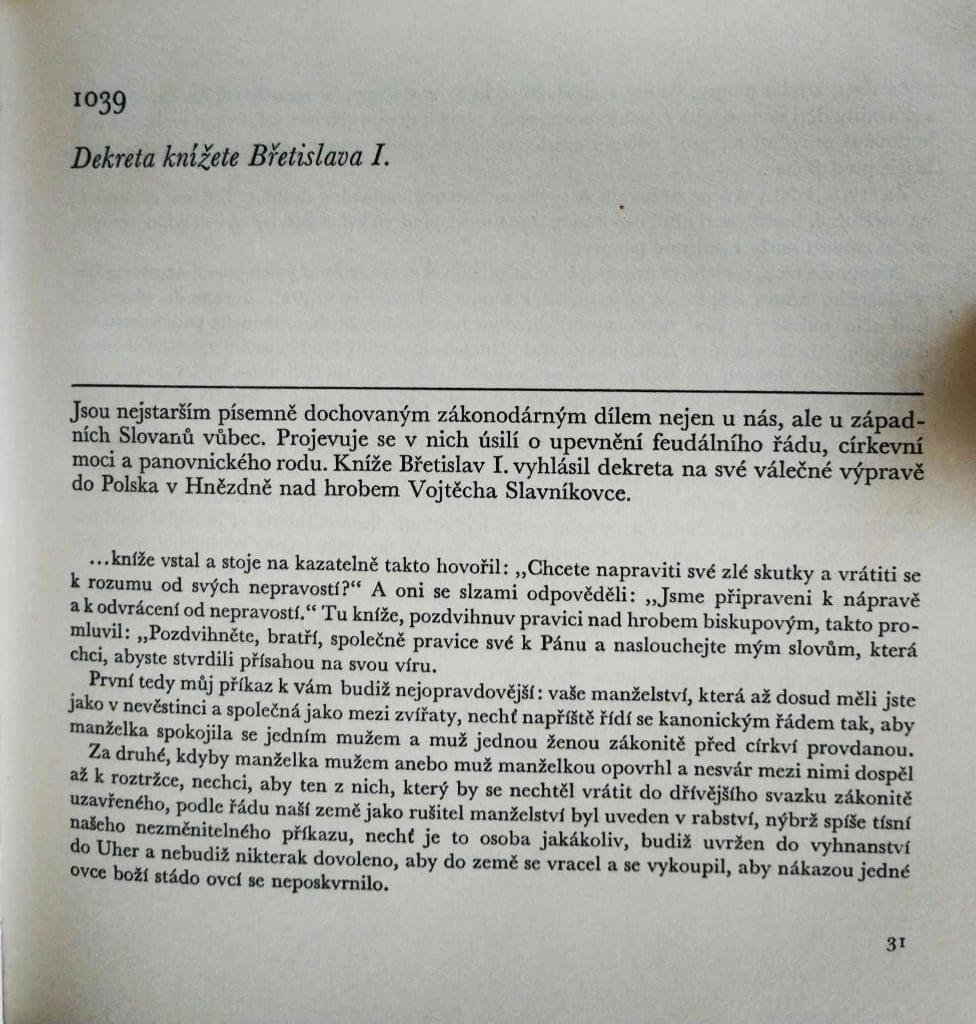 1039
Dekreta knížete Břetislava I.
Jsou nejstarším písemně dochovaným zákonodárným dílem nejen u nás, ale u západ-
ních Slovanů vůbec. Projevuje se v nich úsilí o upevnění feudálního řádu, církevní
moci a panovnického rodu. Kníže Břetislav I. vyhlásil dekreta na své válečné výpravě
do Polska v Hnězdně nad hrobem Vojtěcha Slavníkovce.
...kníže vstal a stoje na kazatelně takto hovořil: „Chcete napraviti své zlé skutky a vrátiti se
k rozumu od svých nepravostí?“ A oni se slzami odpověděli: „Jsme připraveni k nápravě
a k odvrácení od nepravostí.“ Tu kníže, pozdvihnuv pravici nad hrobem biskupovým, takto pro-
mluvil: „Pozdvihněte, bratří, společně pravice své k Pánu a naslouchejte mým slovům, která
chci, abyste stvrdili přísahou na svou víru.
První tedy můj příkaz k vám budiž nejopravdovější: vaše manželství, která až dosud měli jste
jako v nevěstinci a společná jako mezi zvířaty, nechť napříště řídí se kanonickým řádem tak, aby
manželka spokojila se jedním mužem a muž jednou ženou zákonitě před církví provdanou.
Za druhé, kdyby manželka mužem anebo muž manželkou opovrhl a nesvár mezi nimi dospěl
až k roztržce, nechci, aby ten z nich, který by se nechtěl vrátit do dřívějšího svazku zákonitě
uzavřeného, podle řádu naší země jako rušitel manželství byl uveden v rabství, nýbrž spíše tísní
našeho nezměnitelného příkazu, nechť je to osoba jakákoliv, budiž uvržen do vyhnanství
do Uher a nebudiž nikterak dovoleno, aby do země se vracel a se vykoupil, aby nákazou jedné
ovce boží stádo ovcí se neposkvrnilo.
31